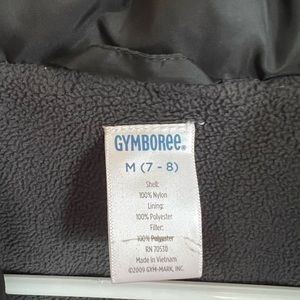 GYMBOREE®
M (7 - 8)
Shell:
100% Nylon
Lining:
100% Polyester
Filler:
100% Polyester
RN 70530
Made in Vietnam
©2009 GYM-MARK, INC.